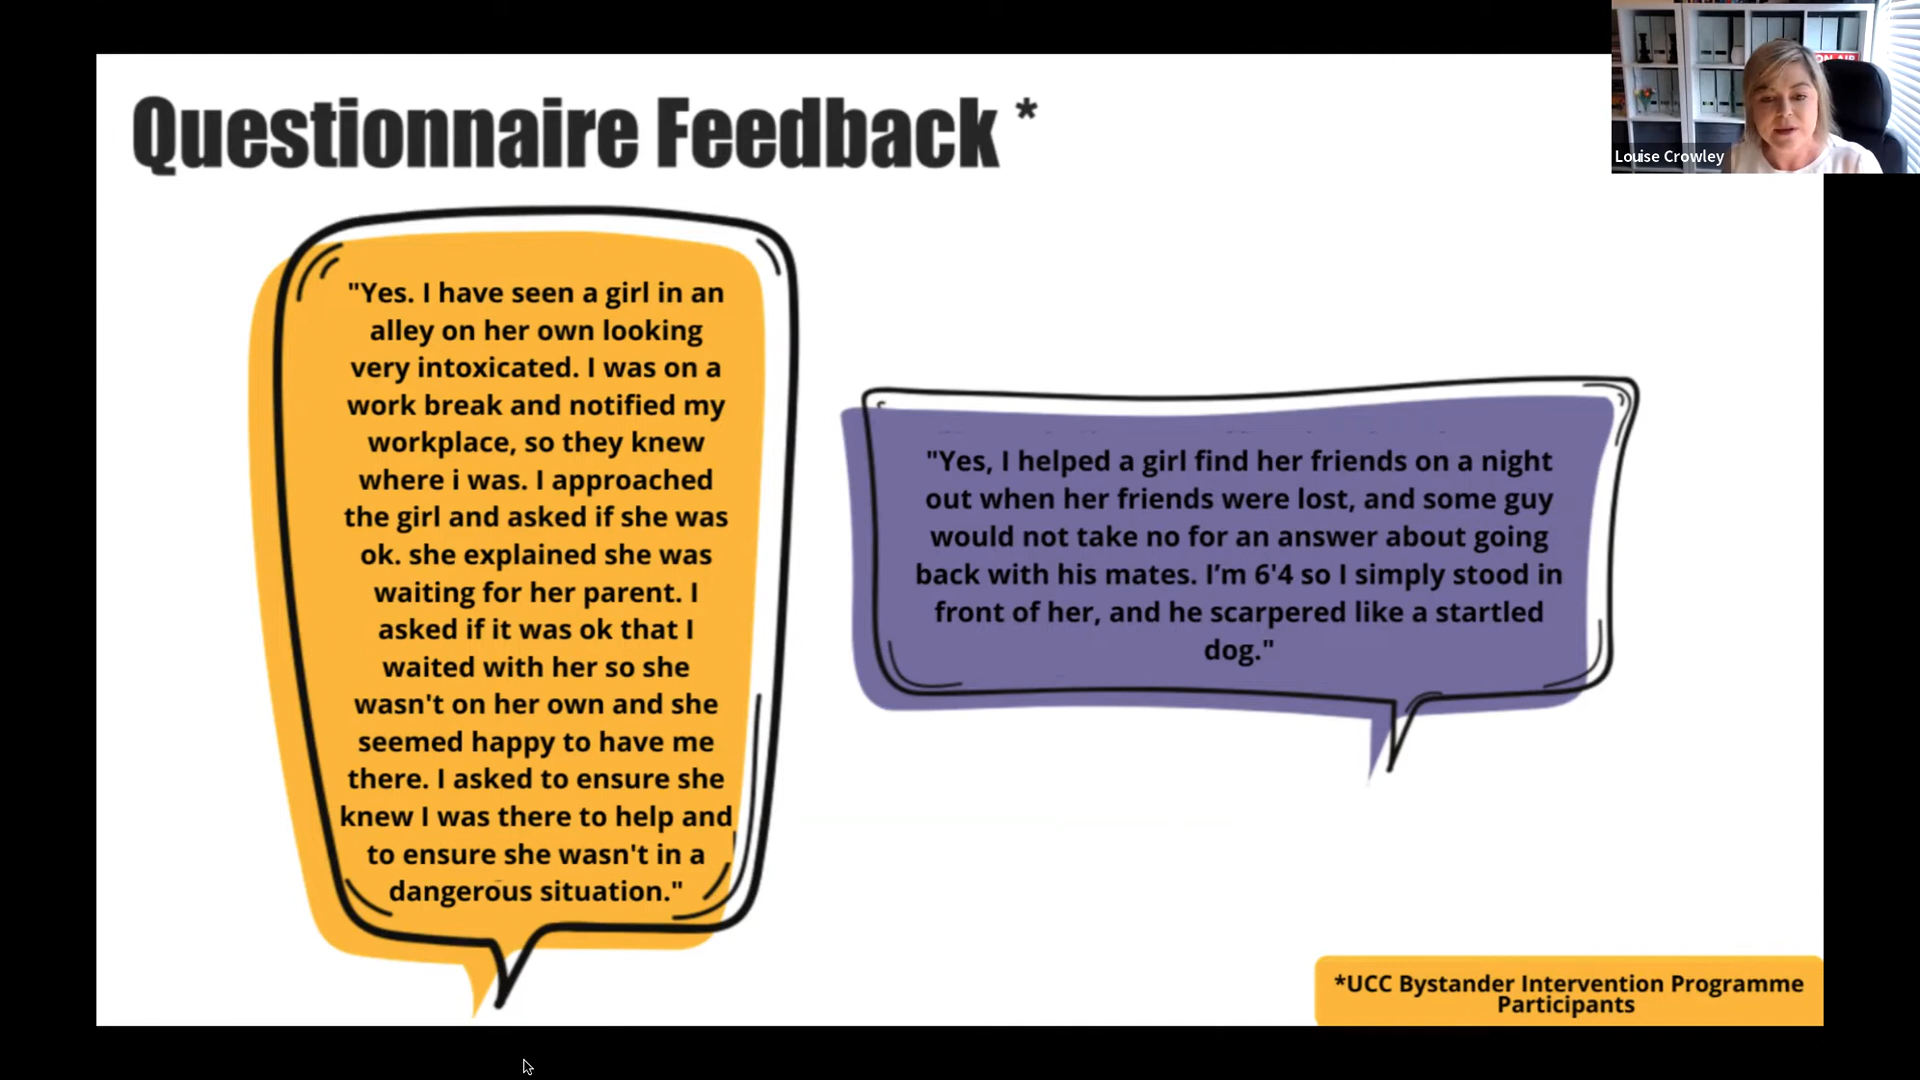 Questionnaire Feedback *
ON AIR
Louise Crowley
"Yes. I have seen a girl in an
alley on her own looking
very intoxicated. I was on a
work break and notified my
workplace, so they knew
where i was. I approached
the girl and asked if she was
ok. she explained she was
waiting for her parent. I
asked if it was ok that I
waited with her so she
wasn't on her own and she
seemed happy to have me
there. I asked to ensure she
knew I was there to help and
to ensure she wasn't in a
dangerous situation."
"Yes, I helped a girl find her friends on a night
out when her friends were lost, and some guy
would not take no for an answer about going
back with his mates. I’m 6'4 so I simply stood in
front of her, and he scarpered like a startled
dog."
*UCC Bystander Intervention Programme
Participants